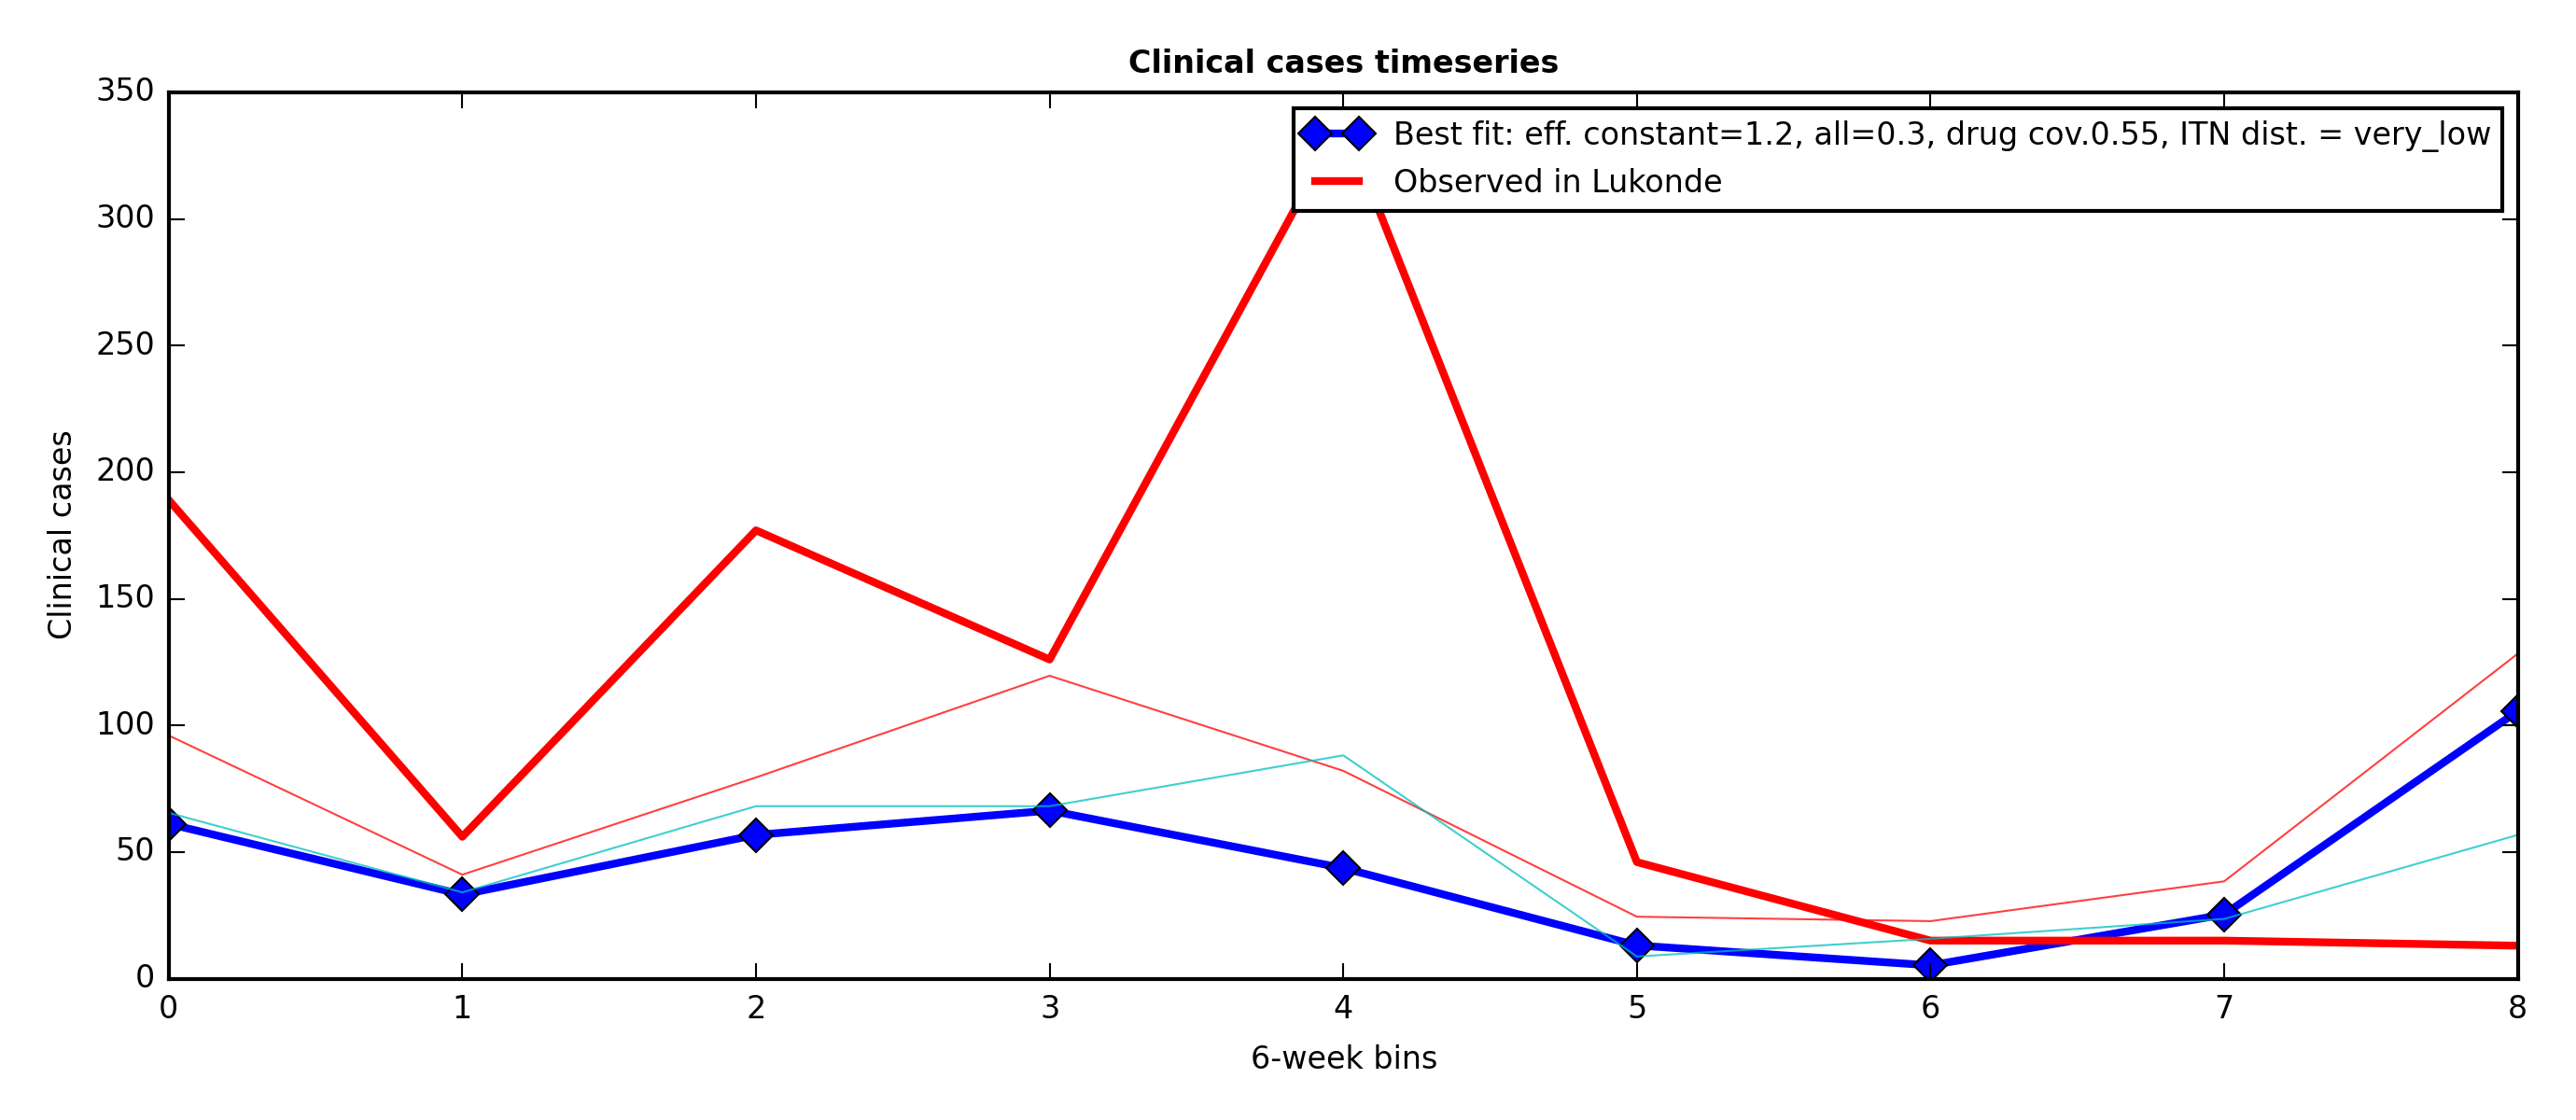 Clinical cases timeseries
350
300
250
200
150
100
50
0
Clinical cases
Best fit: eff. constant=1.2, all=0.3, drug cov.0.55, ITN dist. = very_low
Observed in Lukonde
0 1 2 3 4 5 6 7 8
6-week bins